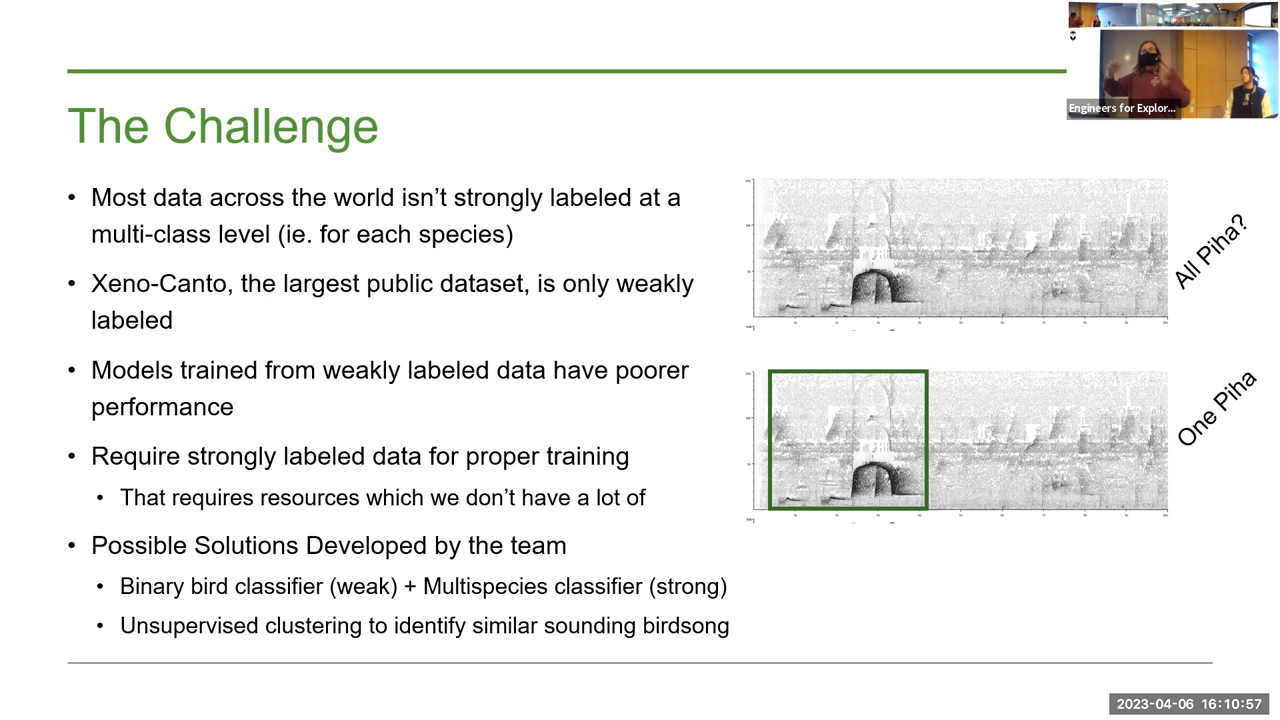 Engineers for Explor...
The Challenge
• Most data across the world isn’t strongly labeled at a
multi-class level (ie. for each species)
• Xeno-Canto, the largest public dataset, is only weakly
labeled
• Models trained from weakly labeled data have poorer
performance
• Require strongly labeled data for proper training
• That requires resources which we don’t have a lot of
• Possible Solutions Developed by the team
• Binary bird classifier (weak) + Multispecies classifier (strong)
• Unsupervised clustering to identify similar sounding birdsong
All Piha?
One Piha
2023-04-06 16:10:57